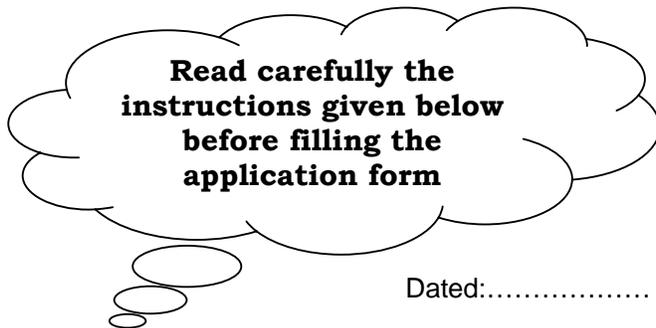 Read carefully the
instructions given below
before filling the
application form
Dated:………………